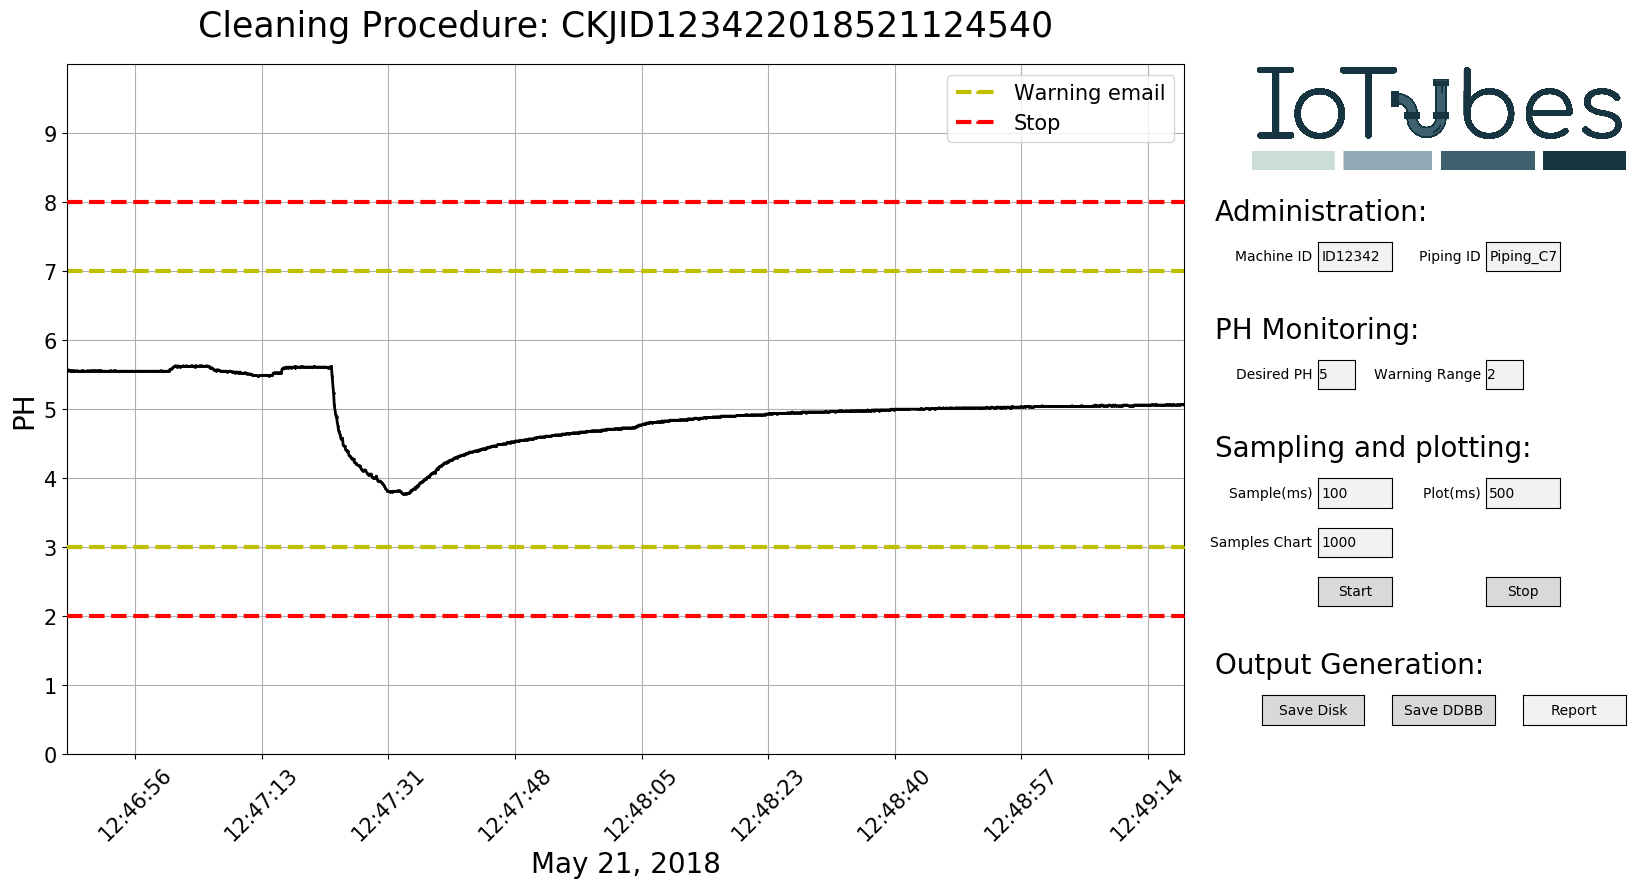 Cleaning Procedure: CKJID123422018521124540
Warning email
Stop
9
8
7
6
5
4
3
2
1
0
PH
12:46:56
12:47:13
12:47:31
12:47:48
12:48:05
12:48:23
12:48:40
12:48:57
12:49:14
May 21, 2018
IoTubes
Administration:
Machine ID ID12342 Piping ID Piping_C7
PH Monitoring:
Desired PH 5 Warning Range 2
Sampling and plotting:
Sample(ms) 100 Plot(ms) 500
Samples Chart 1000
Start Stop
Output Generation:
Save Disk Save DDBB Report